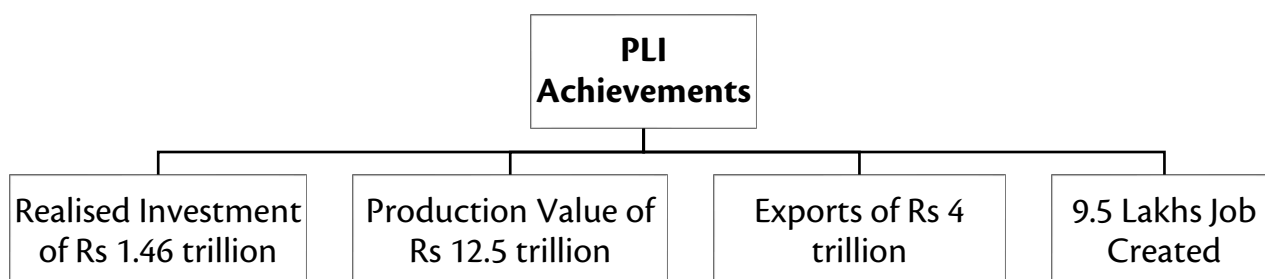 PLI
Achievements
Realised Investment
of Rs 1.46 trillion
Production Value of
Rs 12.5 trillion
Exports of Rs 4
trillion
9.5 Lakhs Job
Created